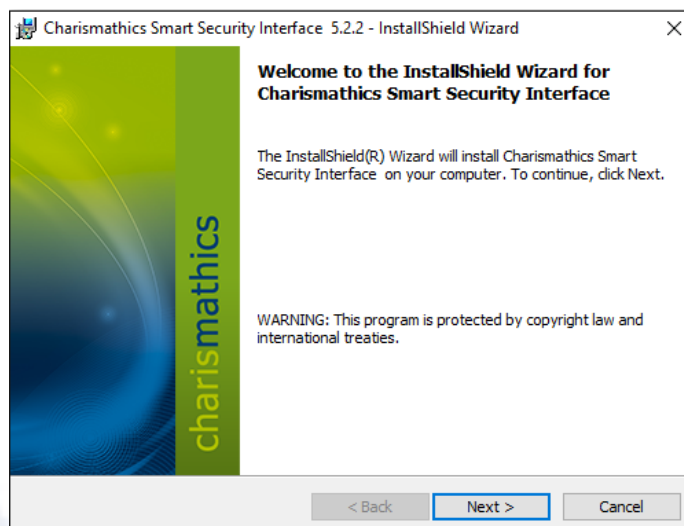 Charismathics Smart Security Interface 5.2.2 - InstallShield Wizard
charismathics
Welcome to the InstallShield Wizard for
Charismathics Smart Security Interface
The InstallShield(R) Wizard will install Charismathics Smart
Security Interface on your computer. To continue, click Next.
WARNING: This program is protected by copyright law and
international treaties.
< Back
Next >
Cancel